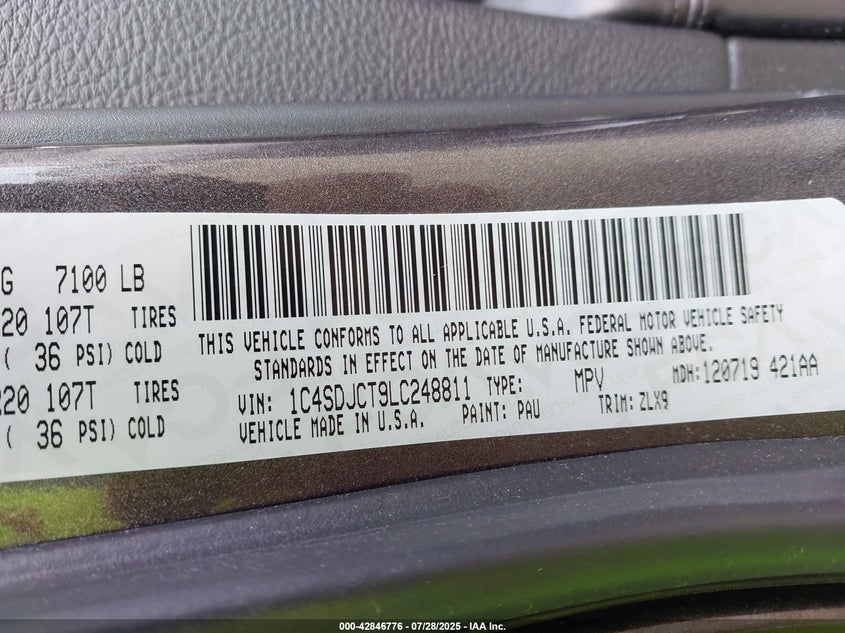 G 7100 LB
20 107T TIRES
( 36 PSI) COLD
20 107T TIRES
( 36 PSI) COLD
THIS VEHICLE CONFORMS TO ALL APPLICABLE U.S.A. FEDERAL MOTOR VEHICLE SAFETY
STANDARDS IN EFFECT ON THE DATE OF MANUFACTURE SHOWN ABOVE.
VIN: 1C4SDJCT9LC248811 TYPE: MPV MDH:120719 421AA
VEHICLE MADE IN U.S.A. PAINT: PAU TRIM: ZLX9
000-42846776 - 07/28/2025 - IAA Inc.